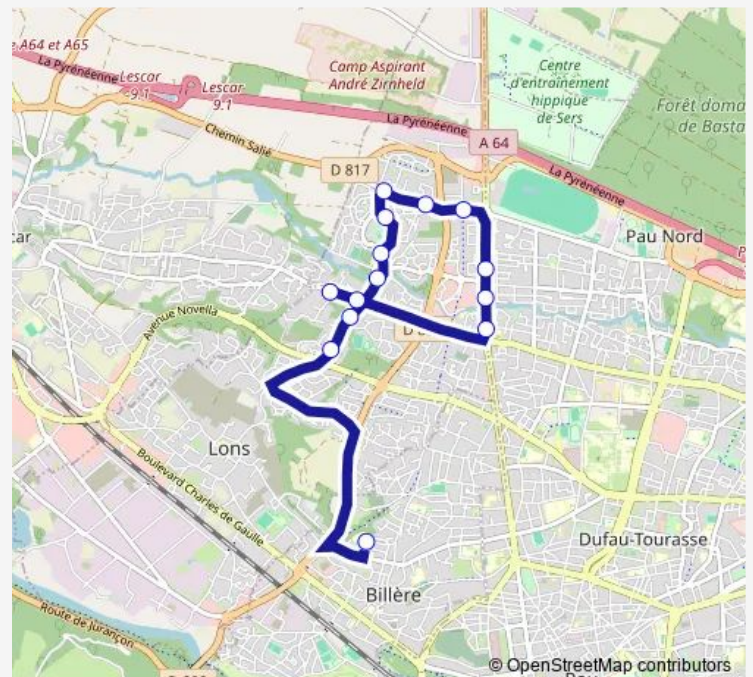 A64 et A65
La Pyrénéenne
Lescar
9.1
Lescar
9.1
Camp Aspirant
André Zirnheld
Centre
d'entraînement
hippique
de Sers
Forêt doma
de Basta
La Pyrénéenne
Chemin Salié
A 64
D 817
La Pyrénéenne
Pau Nord
car
Avenue Novella
Lons
Boulevard Charles de Gaulle
Dufau-Tourasse
Billère
Route de Jurançon
© OpenStreetMap contributors